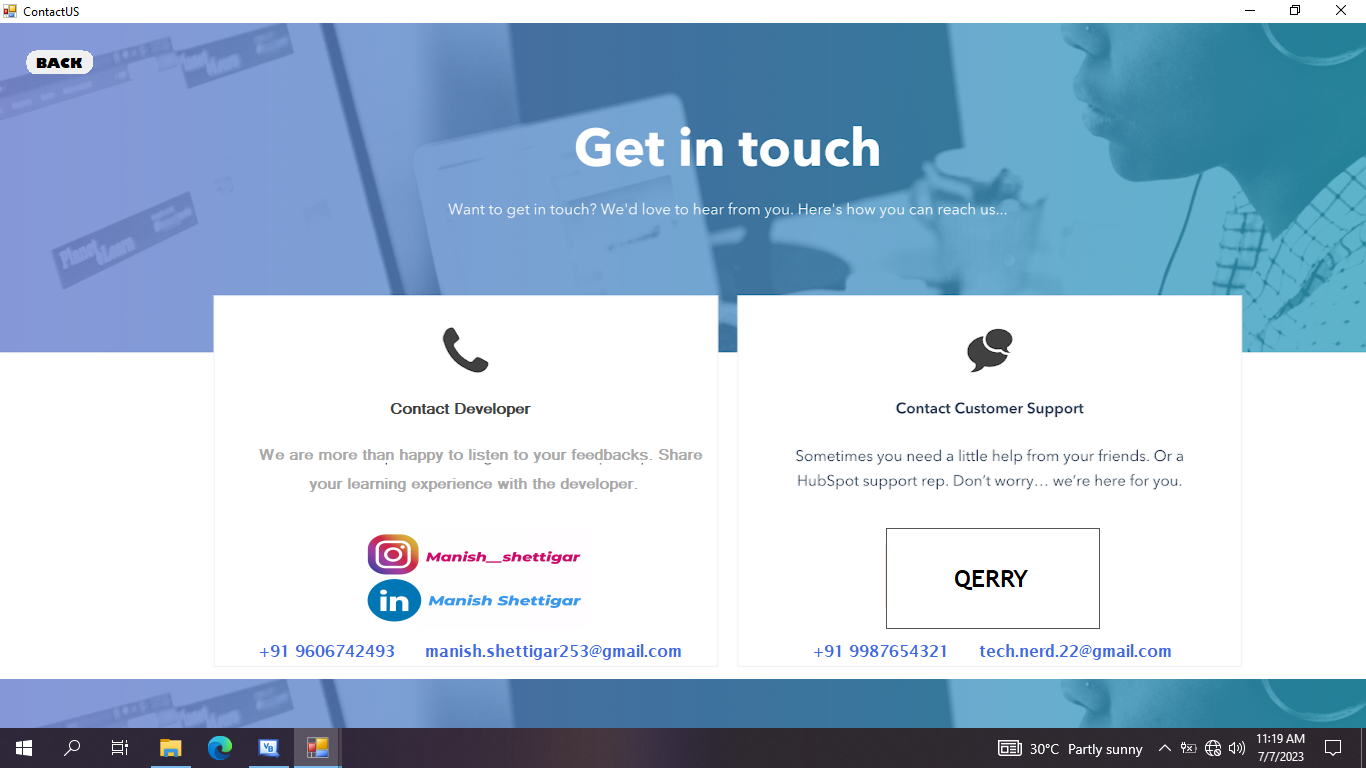 ContactUS
BACK
Get in touch
Want to get in touch? We'd love to hear from you. Here's how you can reach us...
Planet
eLearn
Contact Developer
We are more than happy to listen to your feedbacks. Share
your learning experience with the developer.
Manish__shettigar
in Manish Shettigar
+91 9606742493 manish.shettigar253@gmail.com
Contact Customer Support
Sometimes you need a little help from your friends. Or a
HubSpot support rep. Don't worry… we're here for you.
QERRY
+91 9987654321 tech.nerd.22@gmail.com
VB
30°C Partly sunny
11:19 AM
7/7/2023